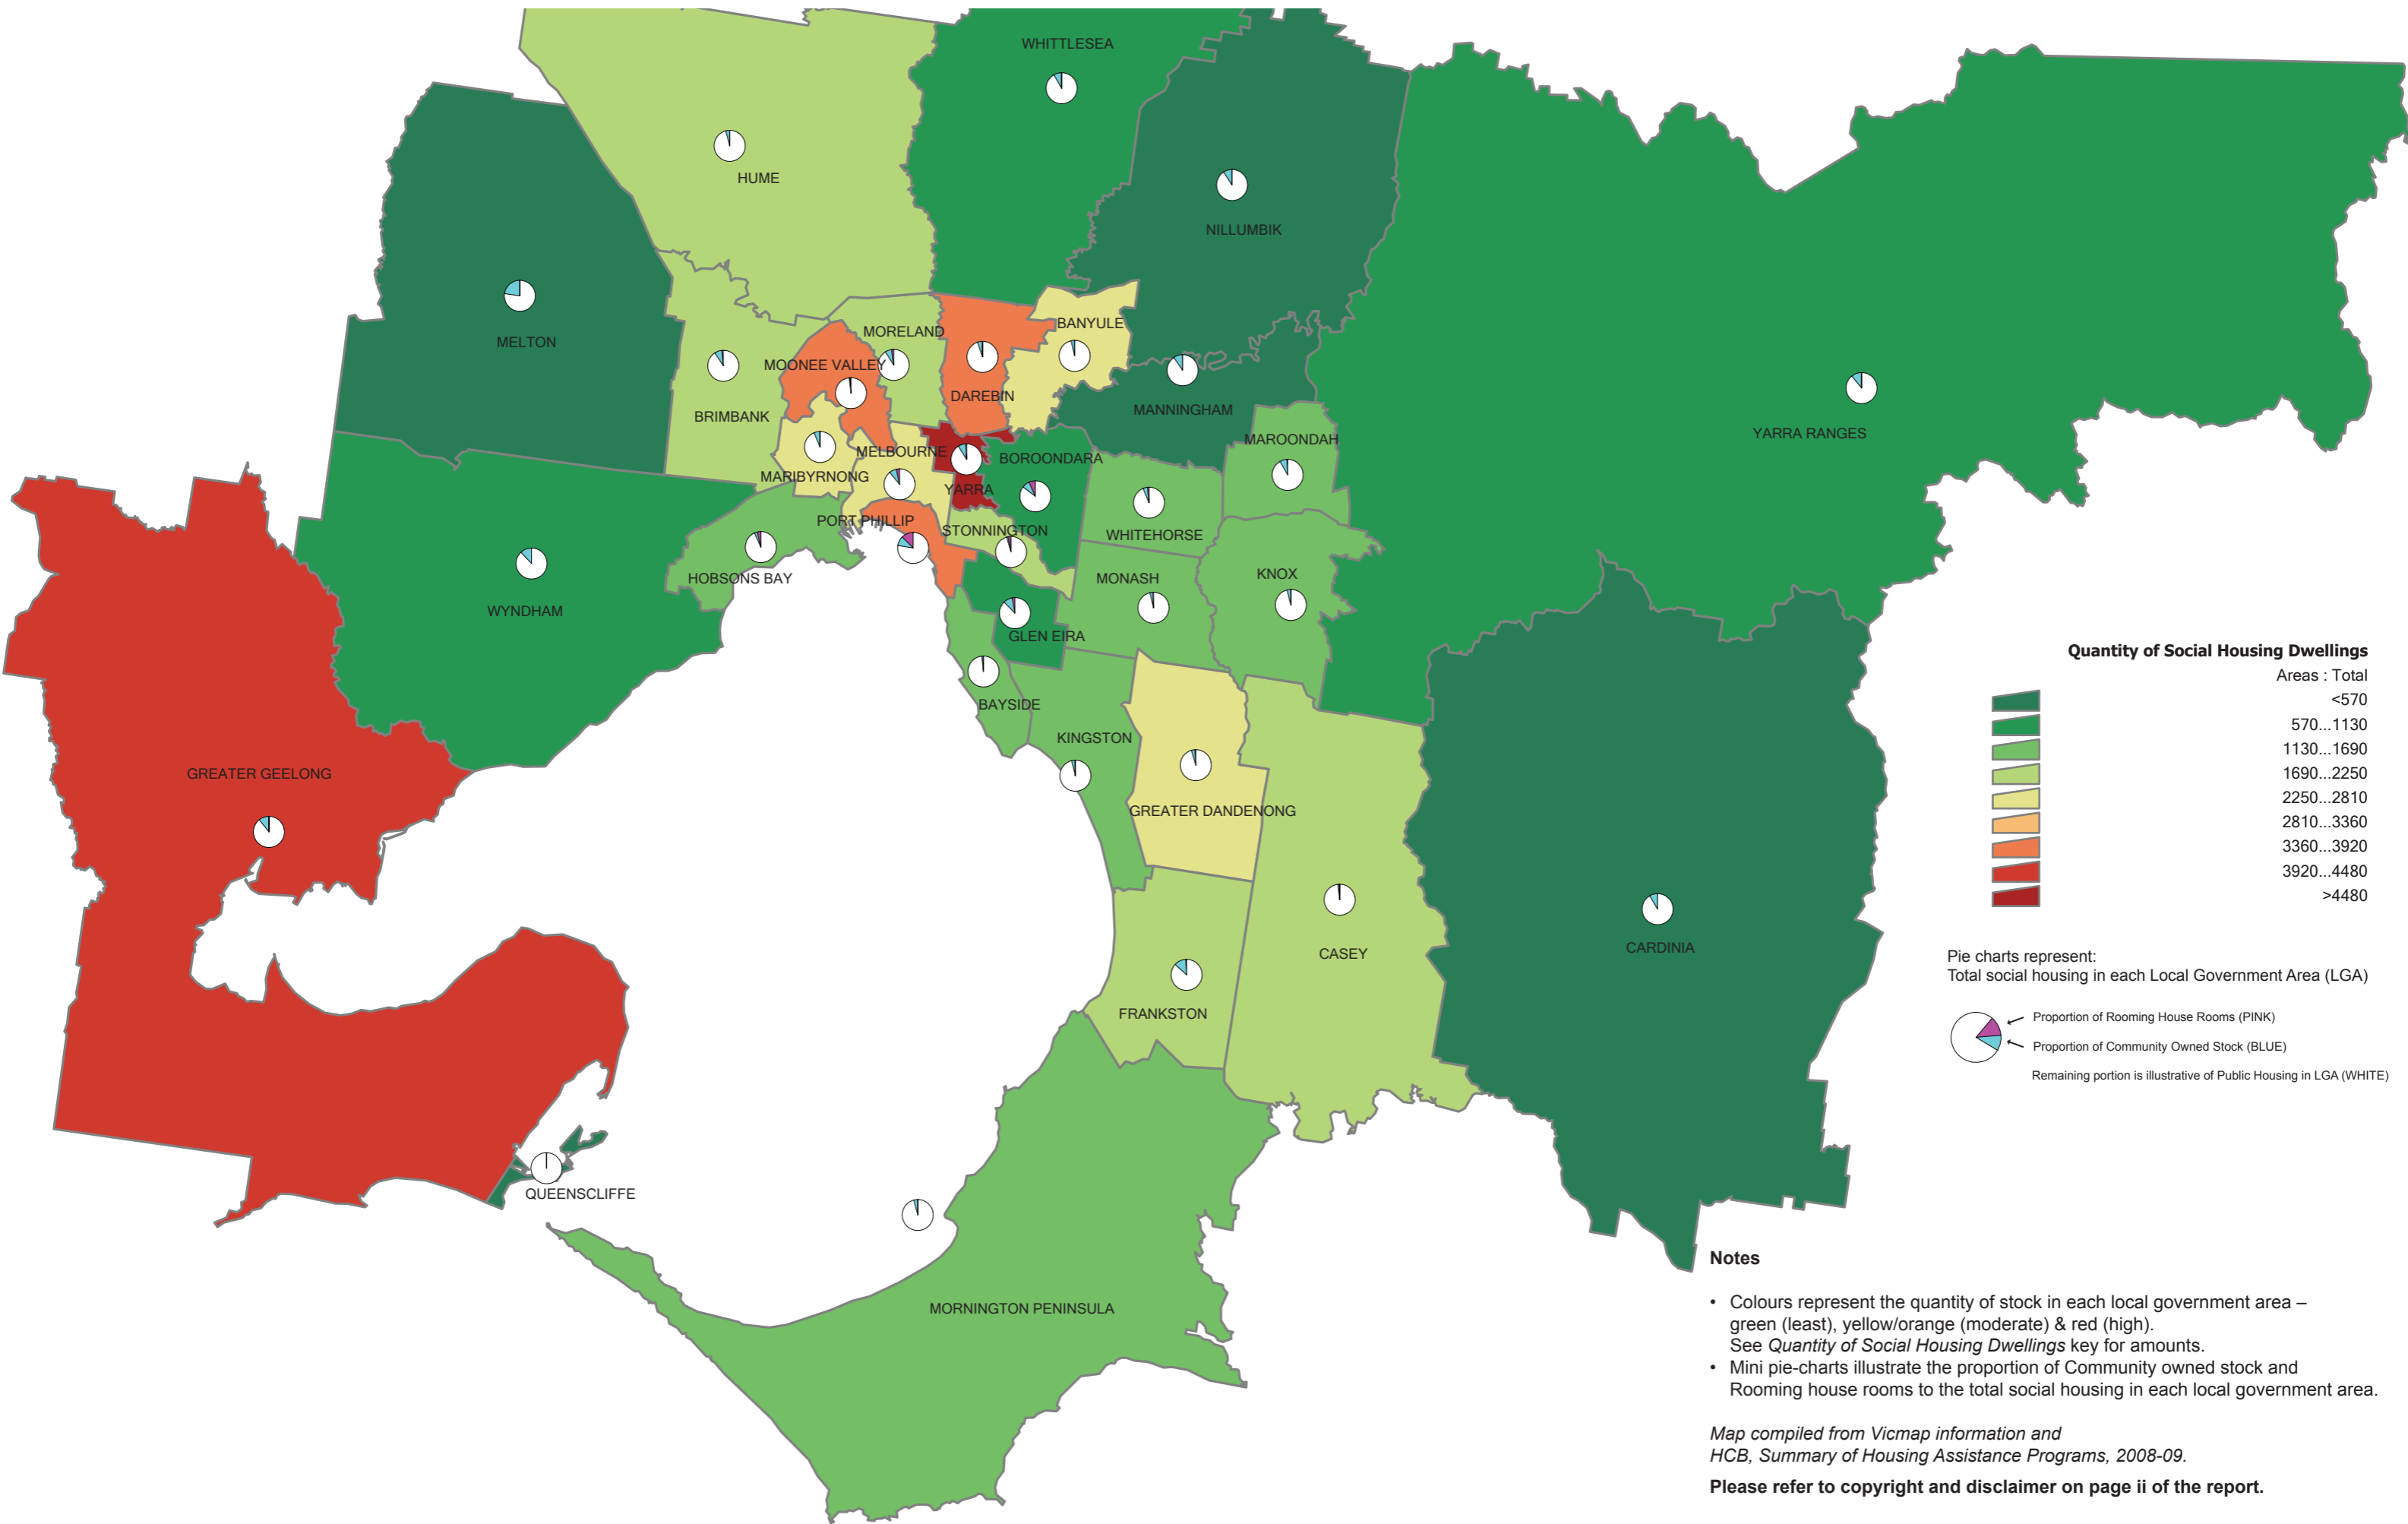 WHITTLESEA
HUME
NILLUMBIK
MELTON
MORELAND
BANYULE
MOONEE VALLEY
DAREBIN
BRIMBANK
MANNINGHAM
YARRA RANGES
MAROONDAH
MELBOURNE
BOROONDARA
MARIBYRNONG
YARRA
PORT PHILLIP
STONNINGTON
WHITEHORSE
HOBSONS BAY
MONASH
KNOX
WYNDHAM
GLEN EIRA
BAYSIDE
KINGSTON
GREATER GEELONG
GREATER DANDENONG
CASEY
CARDINIA
FRANKSTON
QUEENSCLIFFE
MORNINGTON PENINSULA
Quantity of Social Housing Dwellings
Areas : Total
<570
570...1130
1130...1690
1690...2250
2250...2810
2810...3360
3360...3920
3920...4480
>4480
Pie charts represent:
Total social housing in each Local Government Area (LGA)
Proportion of Rooming House Rooms (PINK)
Proportion of Community Owned Stock (BLUE)
Remaining portion is illustrative of Public Housing in LGA (WHITE)
Notes
• Colours represent the quantity of stock in each local government area –
green (least), yellow/orange (moderate) & red (high).
See Quantity of Social Housing Dwellings key for amounts.
• Mini pie-charts illustrate the proportion of Community owned stock and
Rooming house rooms to the total social housing in each local government area.
Map compiled from Vicmap information and
HCB, Summary of Housing Assistance Programs, 2008-09.
Please refer to copyright and disclaimer on page ii of the report.